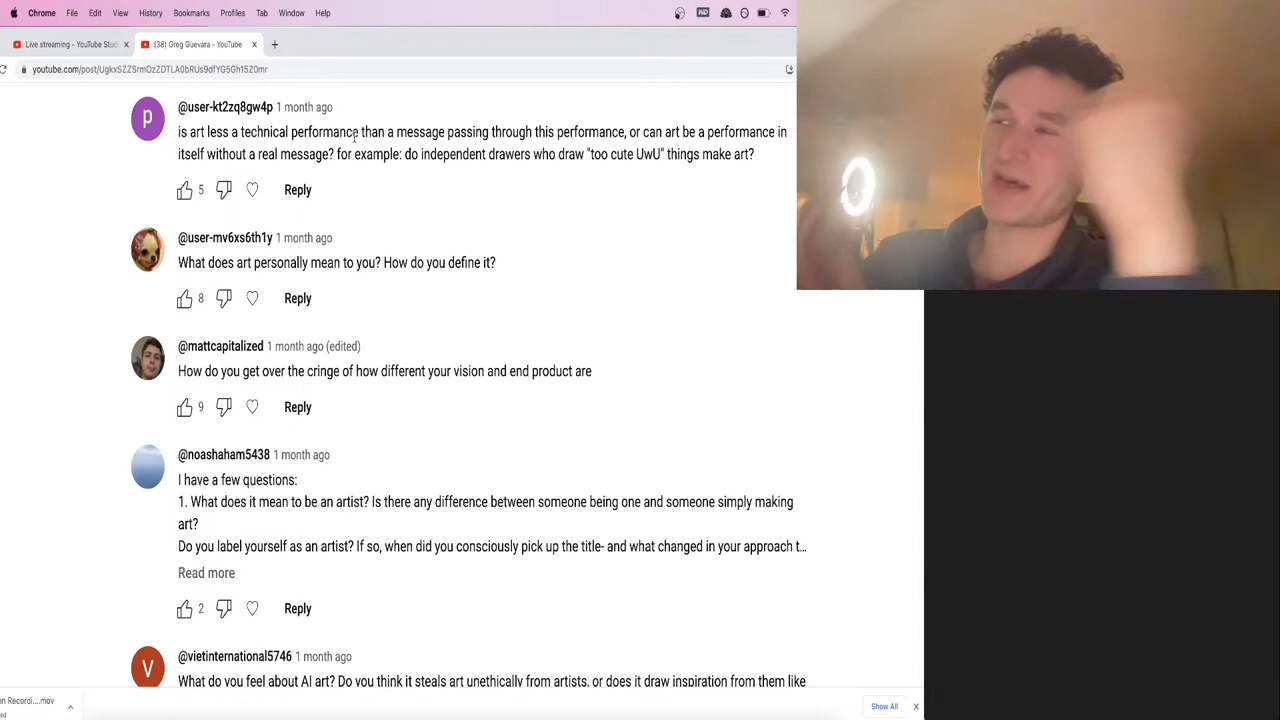 Chrome File Edit View History Bookmarks Profiles Tab Window Help
Live streaming - YouTube Stud
(38) Greg Guevara - YouTube
youtube.com/post/UgkxSZZSrmOzZDTLA0bRUs9dfYG5Gh15Z0mr
p
@user-kt2zq8gw4p 1 month ago
is art less a technical performance than a message passing through this performance, or can art be a performance in
itself without a real message? for example: do independent drawers who draw "too cute UwU" things make art?
5 Reply
@user-mv6xs6th1y 1 month ago
What does art personally mean to you? How do you define it?
8 Reply
@mattcapitalized 1 month ago (edited)
How do you get over the cringe of how different your vision and end product are
9 Reply
@noashaham5438 1 month ago
I have a few questions:
1. What does it mean to be an artist? Is there any difference between someone being one and someone simply making
art?
Do you label yourself as an artist? If so, when did you consciously pick up the title- and what changed in your approach t...
Read more
2 Reply
V
@vietinternational5746 1 month ago
What do you feel about AI art? Do you think it steals art unethically from artists, or does it draw inspiration from them like
en Recordi....mov
Show All